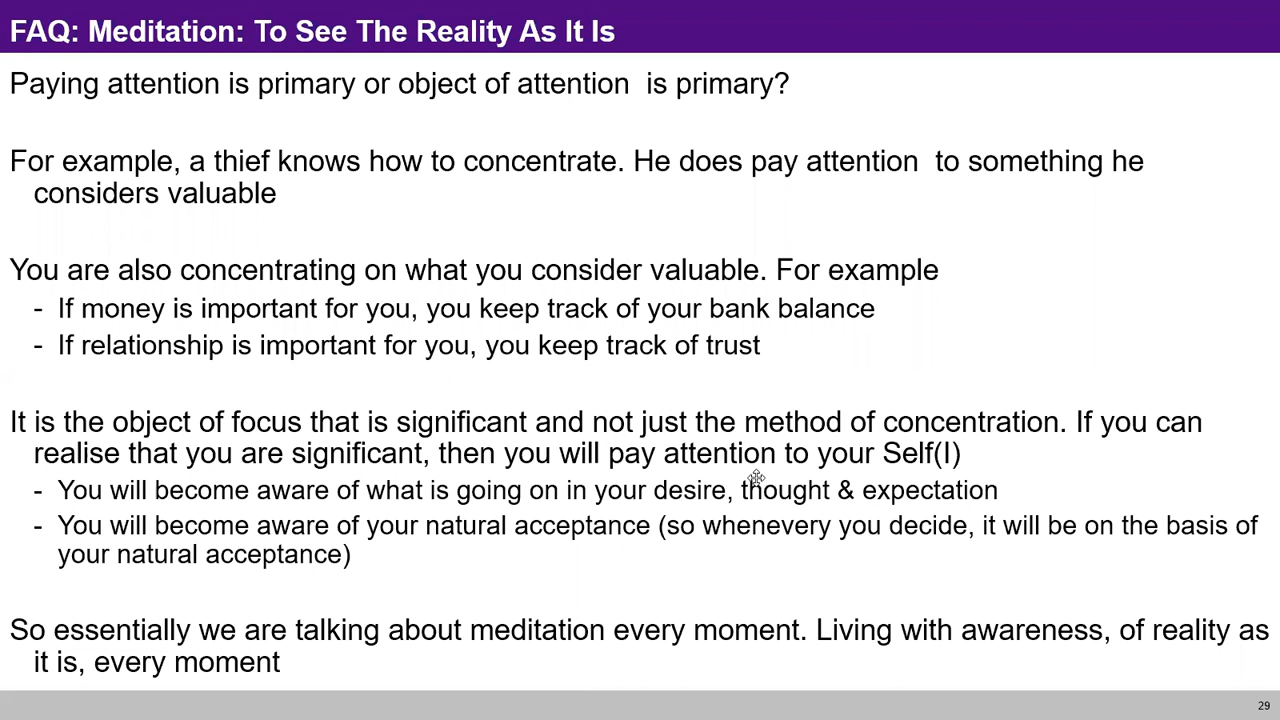 FAQ: Meditation: To See The Reality As It Is
Paying attention is primary or object of attention  is primary?
For example, a thief knows how to concentrate. He does pay attention  to something he
considers valuable
You are also concentrating on what you consider valuable. For example
- If money is important for you, you keep track of your bank balance
- If relationship is important for you, you keep track of trust
It is the object of focus that is significant and not just the method of concentration. If you can
realise that you are significant, then you will pay attention to your Self(I)
- You will become aware of what is going on in your desire, thought & expectation
- You will become aware of your natural acceptance (so whenevery you decide, it will be on the basis of
your natural acceptance)
So essentially we are talking about meditation every moment. Living with awareness, of reality as
it is, every moment
29